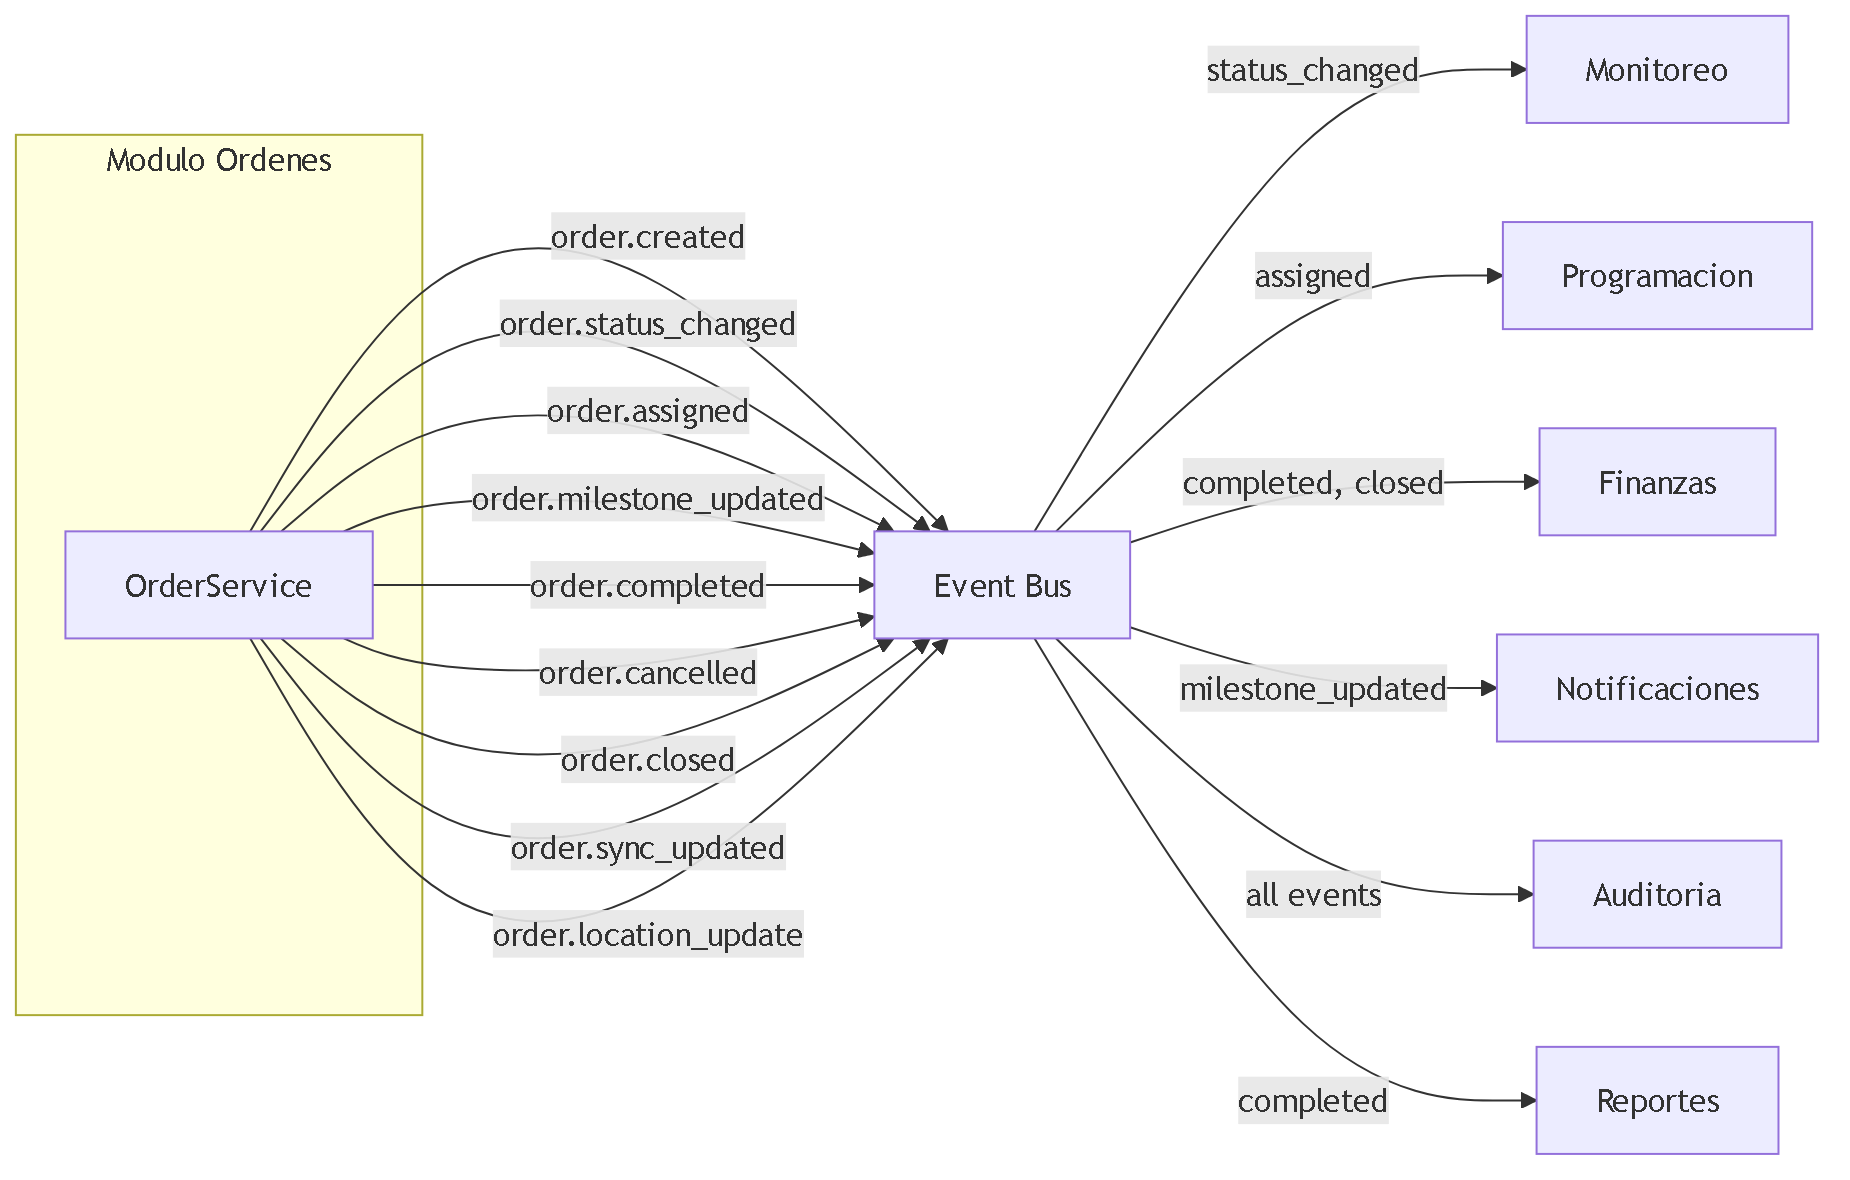 Modulo Ordenes
OrderService
order.created
order.status_changed
order.assigned
order.milestone_updated
order.completed
order.cancelled
order.closed
order.sync_updated
order.location_update
Event Bus
status_changed
assigned
completed, closed
milestone_updated
all events
completed
Monitoreo
Programacion
Finanzas
Notificaciones
Auditoria
Reportes